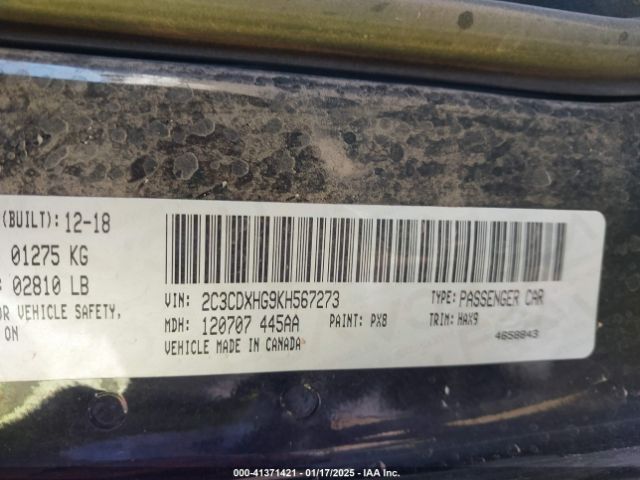 (BUILT): 12-18
01275 KG
: 02810 LB
OR VEHICLE SAFETY,
ON
VIN: 2C3CDXHG9KH567273
TYPE: PASSENGER CAR
MDH: 120707 445AA PAINT: PX8 TRIM: HAX9
VEHICLE MADE IN CANADA
4658843
000-41371421 - 01/17/2025 - IAA Inc.